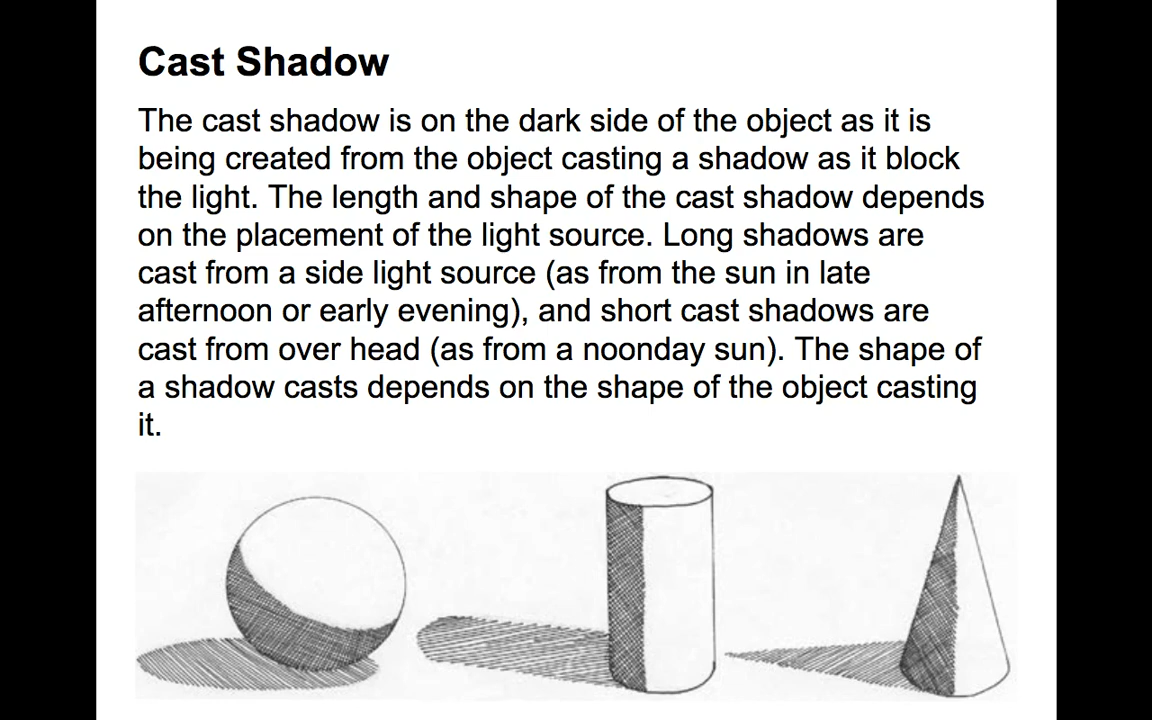 Cast Shadow
The cast shadow is on the dark side of the object as it is
being created from the object casting a shadow as it block
the light. The length and shape of the cast shadow depends
on the placement of the light source. Long shadows are
cast from a side light source (as from the sun in late
afternoon or early evening), and short cast shadows are
cast from over head (as from a noonday sun). The shape of
a shadow casts depends on the shape of the object casting
it.